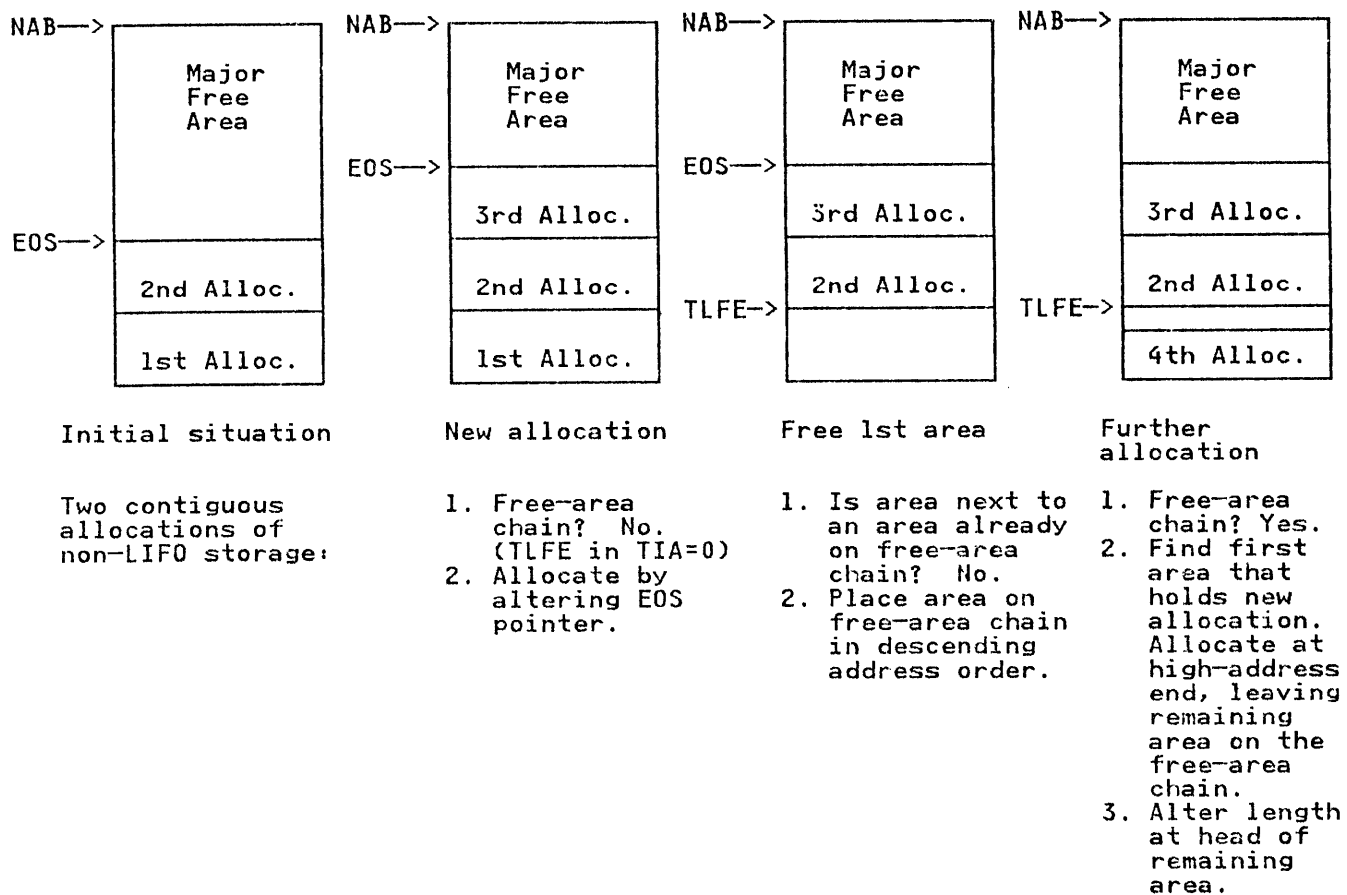 NAB—>
Major
Free
Area
EOS—>
2nd Alloc.
1st Alloc.
NAB—>
Major
Free
Area
EOS—>
3rd Alloc.
2nd Alloc.
1st Alloc.
NAB—>
Major
Free
Area
EOS—>
3rd Alloc.
2nd Alloc.
TLFE—>
NAB—>
Major
Free
Area
3rd Alloc.
2nd Alloc.
TLFE—>
4th Alloc.
Initial situation
Two contiguous
allocations of
non-LIFO storage:
New allocation
1. Free-area
chain? No.
(TLFE in TIA=0)
2. Allocate by
altering EOS
pointer.
Free 1st area
1. Is area next to
an area already
on free-area
chain? No.
2. Place area on
free-area chain
in descending
address order.
Further
allocation
1. Free-area
chain? Yes.
2. Find first
area that
holds new
allocation.
Allocate at
high-address
end, leaving
remaining
area on the
free-area
chain.
3. Alter length
at head of
remaining
area.